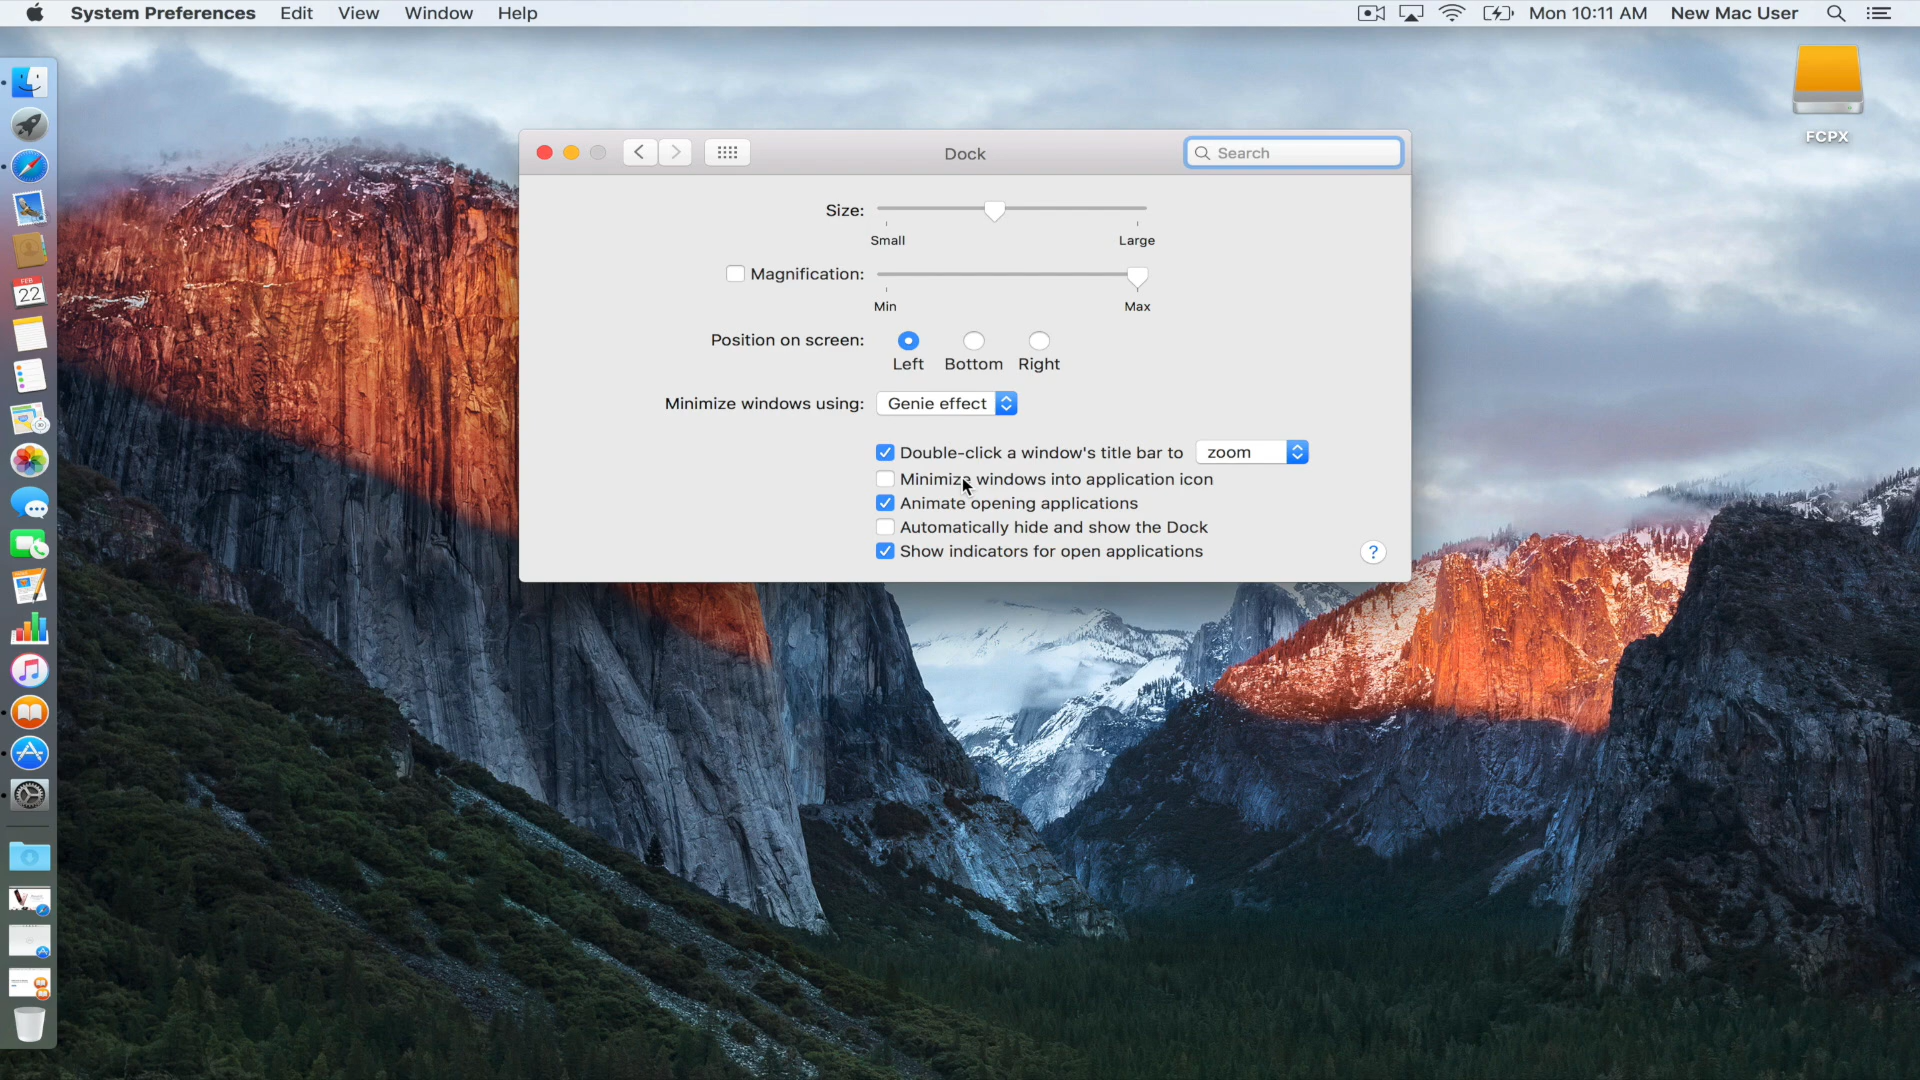 System Preferences Edit View Window Help Mon 10:11 AM New Mac User
FCPX
Dock
Search
Size:
Small Large
Magnification:
Min Max
Position on screen:
Left Bottom Right
Minimize windows using: Genie effect
Double-click a window's title bar to zoom
Minimize windows into application icon
Animate opening applications
Automatically hide and show the Dock
Show indicators for open applications
?
FEB
22